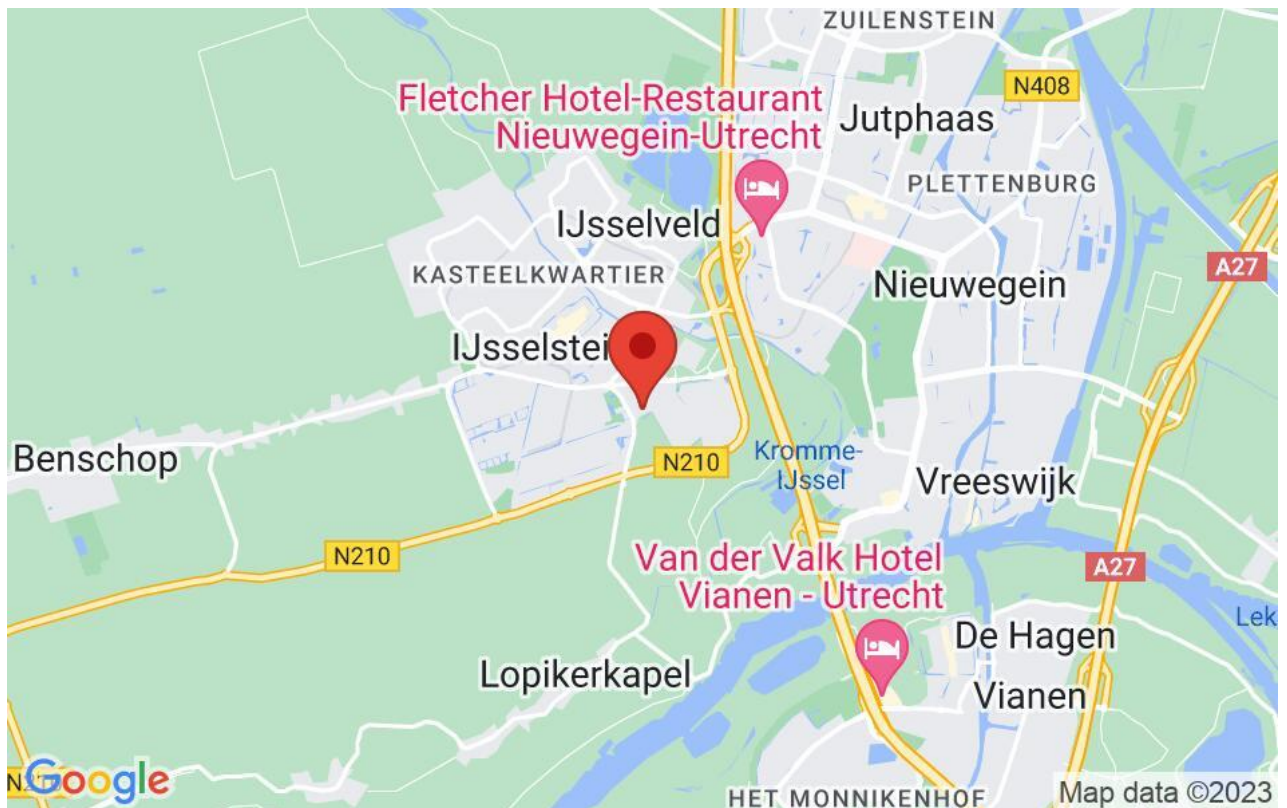 ZUILENSTEIN
N408
Fletcher Hotel-Restaurant
Nieuwegein-Utrecht
Jutphaas
PLETTENBURG
IJsselveld
KASTEELKWARTIER
A27
Nieuwegein
IJsselstei
Benschop
N210
Kromme-
IJssel
Vreeswijk
N210
Van der Valk Hotel
Vianen - Utrecht
A27
Lek
De Hagen
Lopikerkapel
Vianen
Google
HET MONNIKENHOF
Map data ©2023